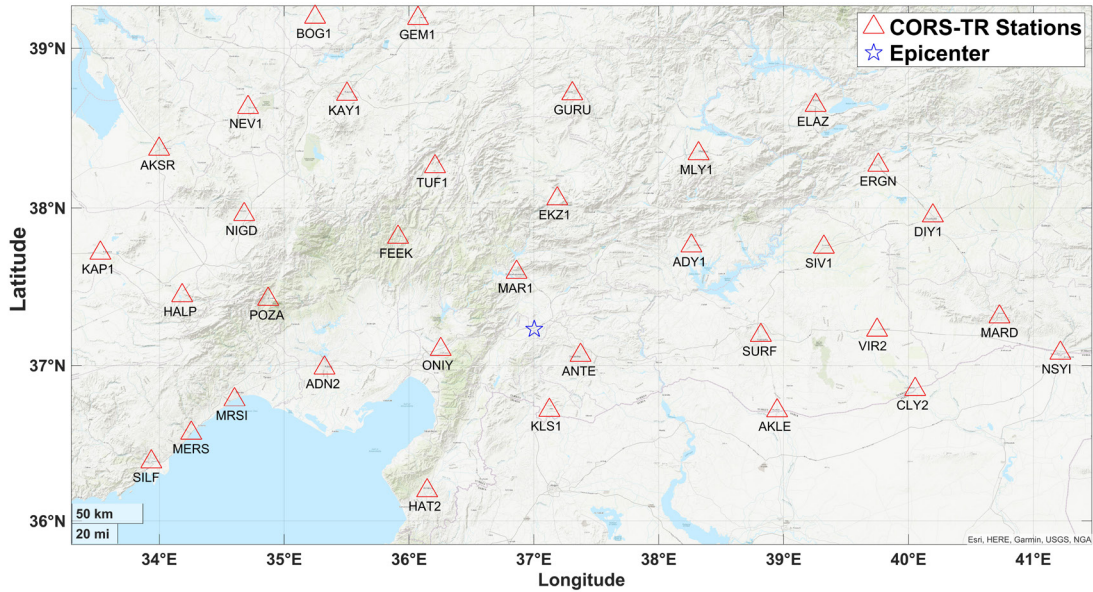 CORS-TR Stations
Epicenter
BOG1
GEM1
39°N
NEV1
KAY1
GURU
ELAZ
AKSR
TUF1
MLY1
ERGN
38°N
NIGD
EKZ1
DIY1
KAP1
FEEK
ADY1
SIV1
HALP
POZA
MAR1
MARD
37°N
ADN2
ONIY
ANTE
SURF
VIR2
NSYI
MRSI
KLS1
AKLE
CLY2
MERS
SILF
HAT2
50 km
20 mi
36°N
Esri, HERE, Garmin, USGS, NGA
34°E 35°E 36°E 37°E 38°E 39°E 40°E 41°E
Longitude
Latitude